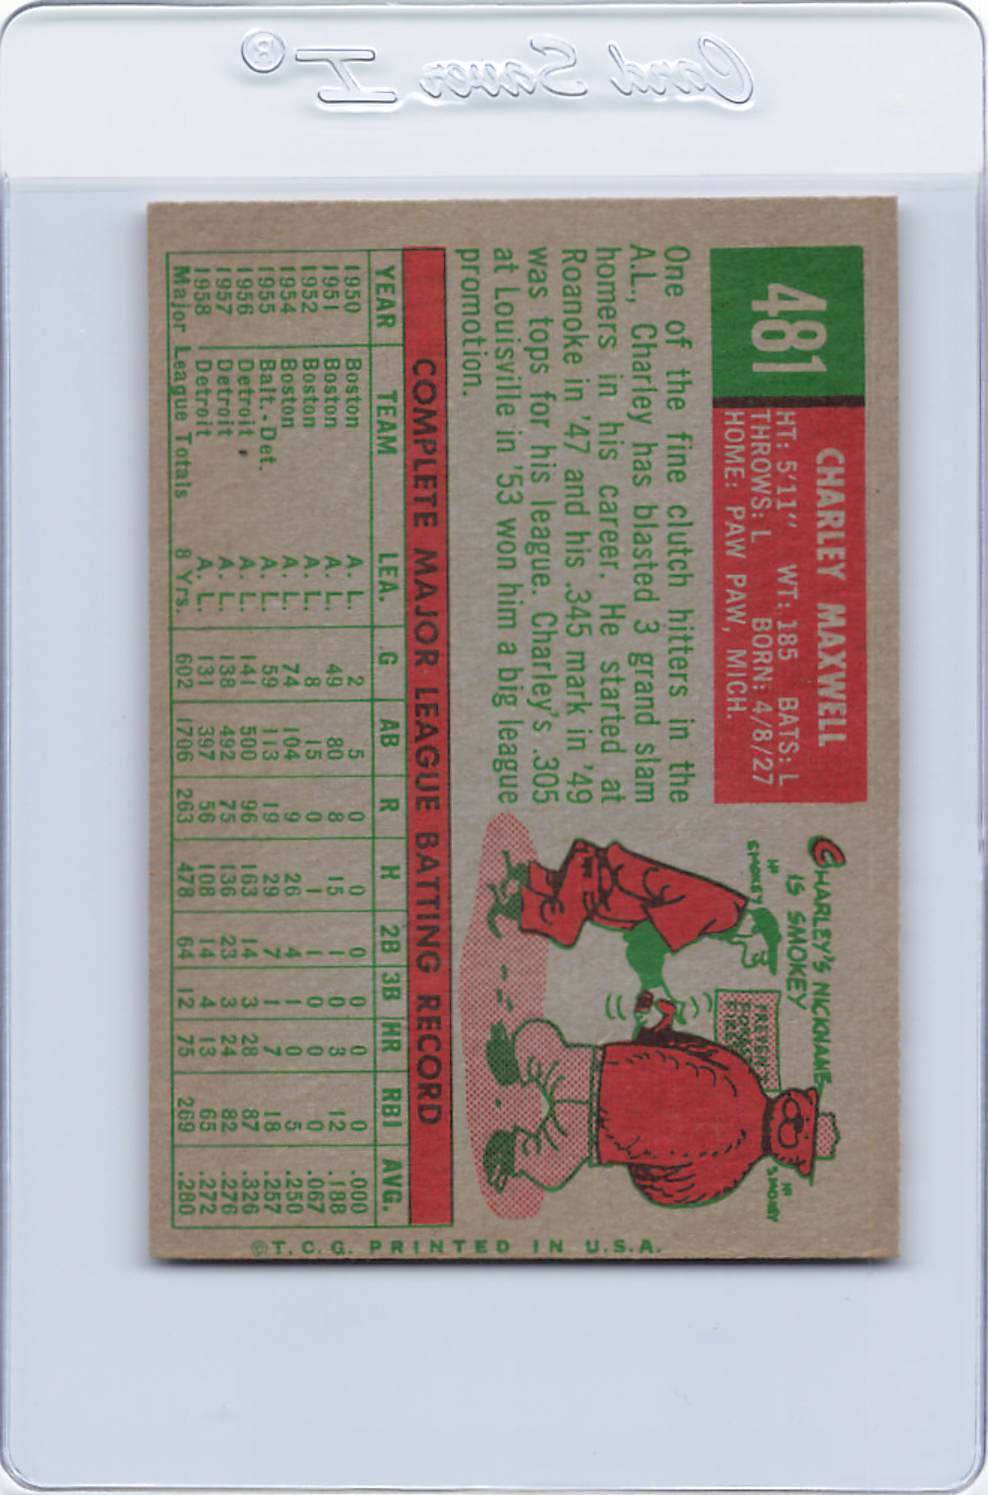 Card Saver I®
481
CHARLEY MAXWELL
HT: 5'11" WT: 185 BATS: L
THROWS: L BORN: 4/8/27
HOME: PAW PAW, MICH.
One of the fine clutch hitters in the
A.L., Charley has blasted 3 grand slam
homers in his career. He started at
Roanoke in '47 and his .345 mark in '49
was tops for his league. Charley's .305
at Louisville in '53 won him a big league
promotion.
CHARLEY'S NICKNAME
IS SMOKEY
HI SMOKEY
PREVENT
FOREST
FIRES
HI SMOKEY
COMPLETE MAJOR LEAGUE BATTING RECORD
YEAR TEAM LEA. G AB R H 2B 3B HR RBI AVG.
1950 Boston A. L. 2 5 0 0 0 0 0 0 .000
1951 Boston A. L. 49 80 8 15 1 0 3 12 .188
1952 Boston A. L. 8 15 0 1 1 0 0 0 .067
1954 Boston A. L. 74 104 9 26 4 1 0 5 .250
1955 Balt.-Det. A. L. 59 113 19 29 7 1 7 18 .257
1956 Detroit A. L. 141 500 96 163 14 3 28 87 .326
1957 Detroit A. L. 138 492 75 136 23 3 24 82 .276
1958 Detroit A. L. 131 397 56 108 14 4 13 65 .272
Major League Totals 8 Yrs. 602 1706 263 478 64 12 75 269 .280
©T. C. G. PRINTED IN U.S.A.